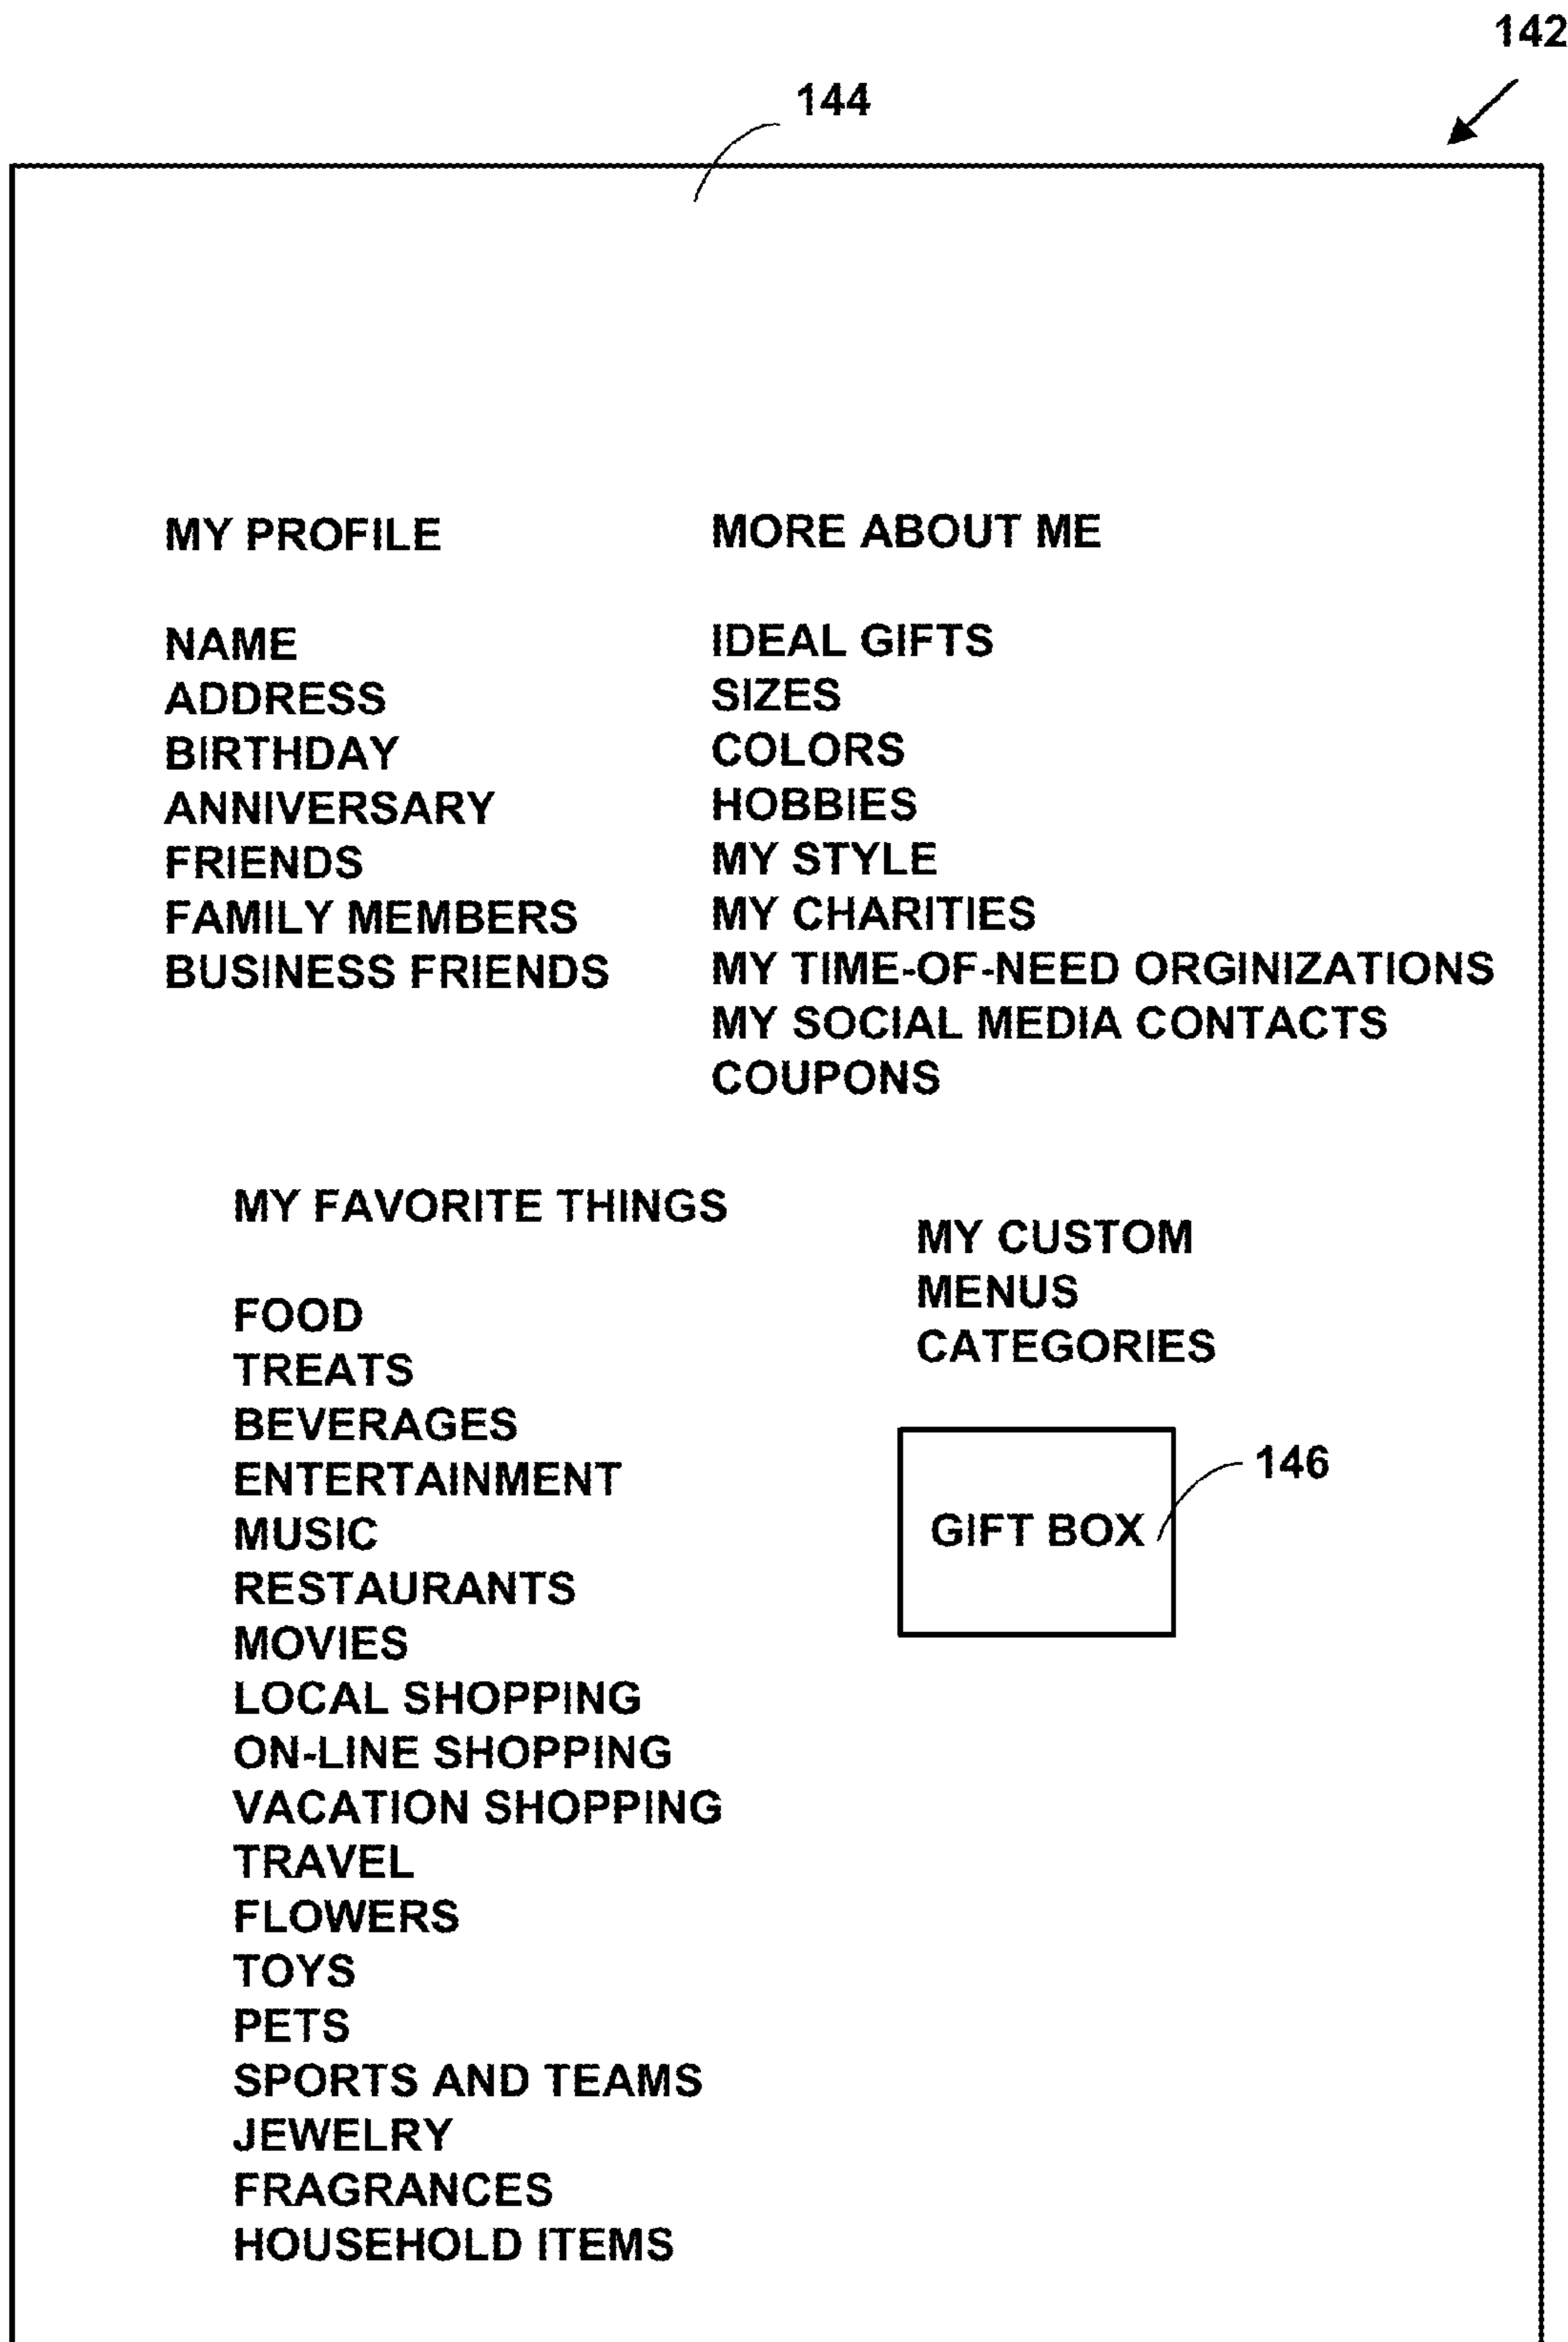 142
144
MY PROFILE
NAME
ADDRESS
BIRTHDAY
ANNIVERSARY
FRIENDS
FAMILY MEMBERS
BUSINESS FRIENDS
MORE ABOUT ME
IDEAL GIFTS
SIZES
COLORS
HOBBIES
MY STYLE
MY CHARITIES
MY TIME-OF-NEED ORGINIZATIONS
MY SOCIAL MEDIA CONTACTS
COUPONS
MY FAVORITE THINGS
FOOD
TREATS
BEVERAGES
ENTERTAINMENT
MUSIC
RESTAURANTS
MOVIES
LOCAL SHOPPING
ON-LINE SHOPPING
VACATION SHOPPING
TRAVEL
FLOWERS
TOYS
PETS
SPORTS AND TEAMS
JEWELRY
FRAGRANCES
HOUSEHOLD ITEMS
MY CUSTOM
MENUS
CATEGORIES
146
GIFT BOX